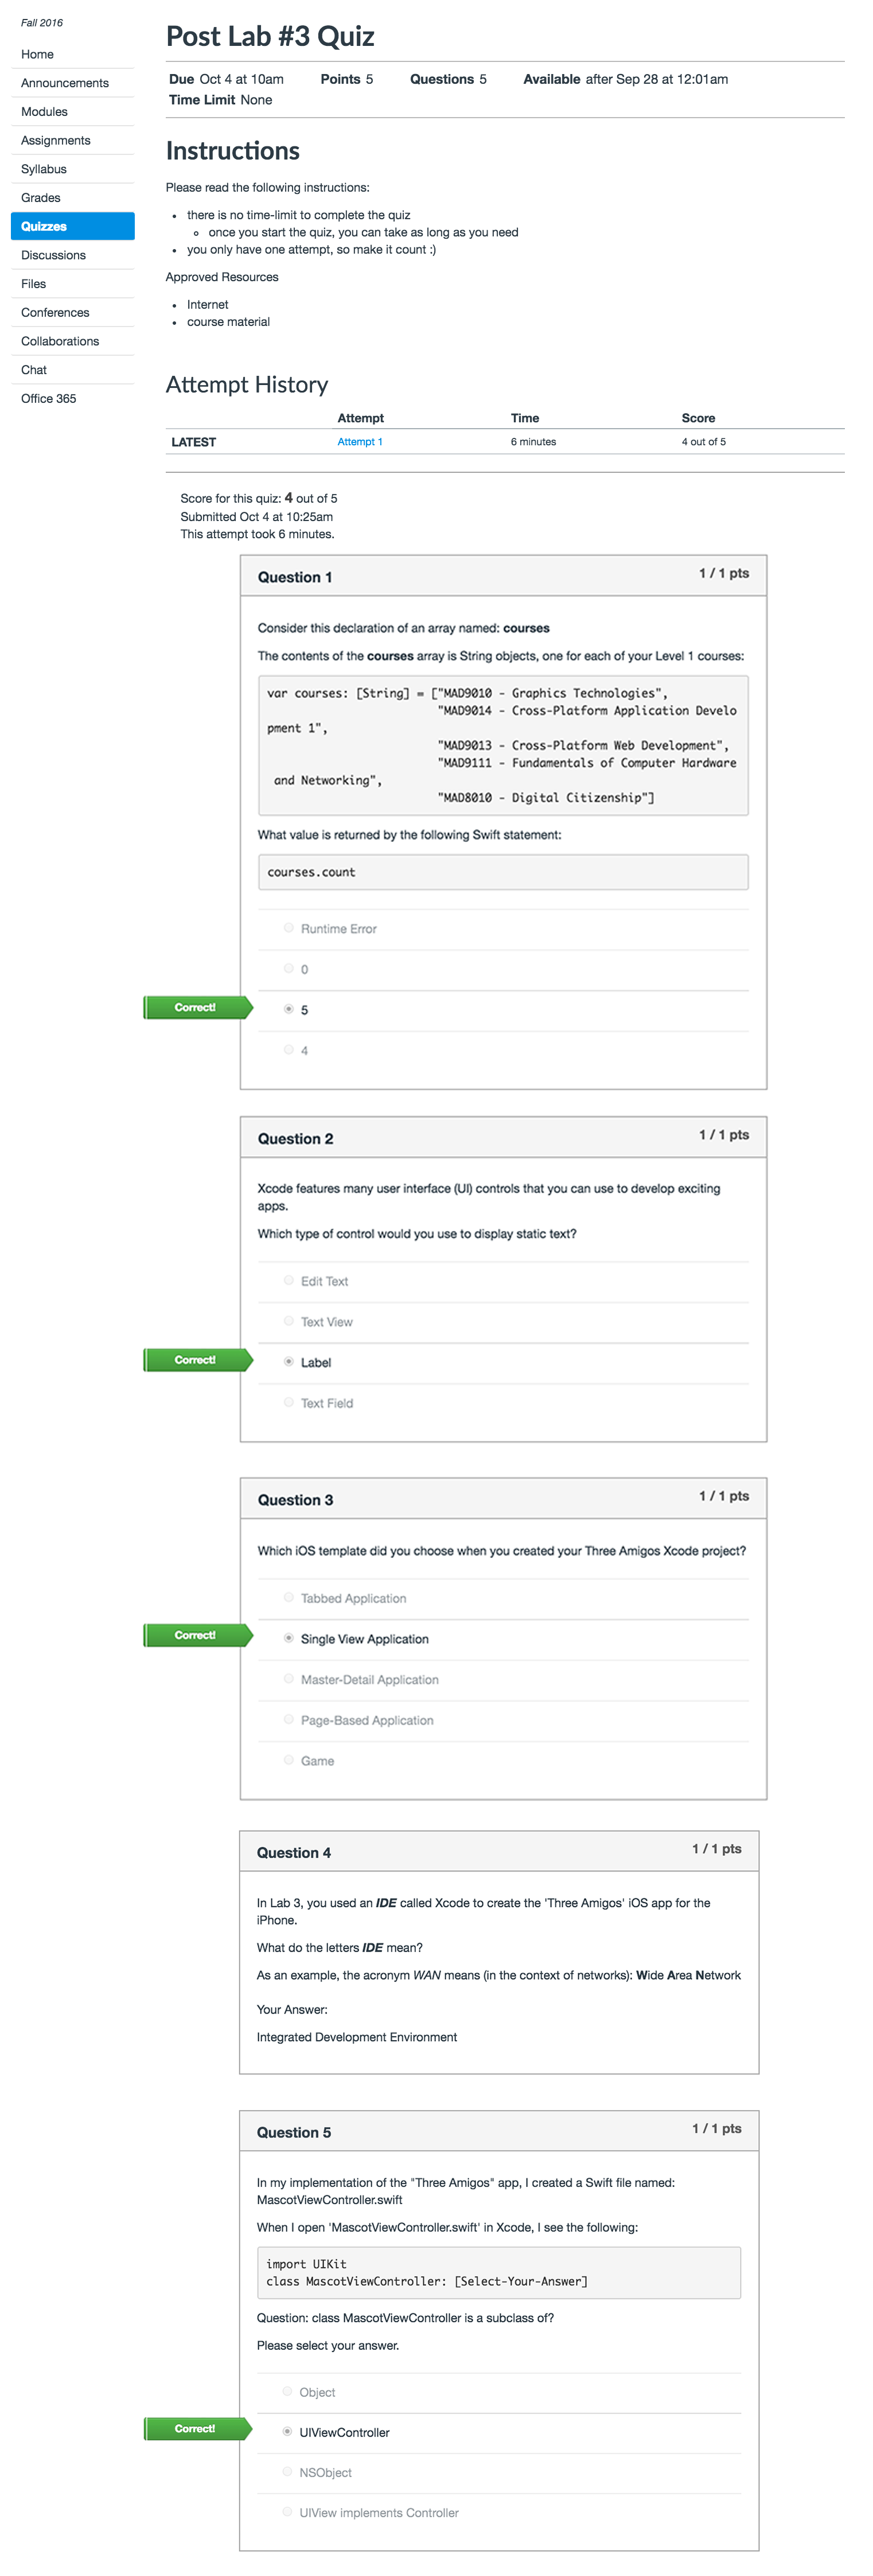 Fall 2016
Home
Announcements
Modules
Assignments
Syllabus
Grades
Quizzes
Discussions
Files
Conferences
Collaborations
Chat
Office 365
Post Lab #3 Quiz
Due Oct 4 at 10am Points 5 Questions 5 Available after Sep 28 at 12:01am
Time Limit None
Instructions
Please read the following instructions:
• there is no time-limit to complete the quiz
◦ once you start the quiz, you can take as long as you need
• you only have one attempt, so make it count :)
Approved Resources
• Internet
• course material
Attempt History
Attempt Time Score
LATEST Attempt 1 6 minutes 4 out of 5
Score for this quiz: 4 out of 5
Submitted Oct 4 at 10:25am
This attempt took 6 minutes.
Question 1 1 / 1 pts
Consider this declaration of an array named: courses
The contents of the courses array is String objects, one for each of your Level 1 courses:
var courses: [String] = ["MAD9010 - Graphics Technologies",
"MAD9014 - Cross-Platform Application Develo
pment 1",
"MAD9013 - Cross-Platform Web Development",
"MAD9111 - Fundamentals of Computer Hardware
and Networking",
"MAD8010 - Digital Citizenship"]
What value is returned by the following Swift statement:
courses.count
Runtime Error
0
Correct! 5
4
Question 2 1 / 1 pts
Xcode features many user interface (UI) controls that you can use to develop exciting
apps.
Which type of control would you use to display static text?
Edit Text
Text View
Correct! Label
Text Field
Question 3 1 / 1 pts
Which iOS template did you choose when you created your Three Amigos Xcode project?
Tabbed Application
Correct! Single View Application
Master-Detail Application
Page-Based Application
Game
Question 4 1 / 1 pts
In Lab 3, you used an IDE called Xcode to create the 'Three Amigos' iOS app for the
iPhone.
What do the letters IDE mean?
As an example, the acronym WAN means (in the context of networks): Wide Area Network
Your Answer:
Integrated Development Environment
Question 5 1 / 1 pts
In my implementation of the "Three Amigos" app, I created a Swift file named:
MascotViewController.swift
When I open 'MascotViewController.swift' in Xcode, I see the following:
import UIKit
class MascotViewController: [Select-Your-Answer]
Question: class MascotViewController is a subclass of?
Please select your answer.
Object
Correct! UIViewController
NSObject
UIView implements Controller